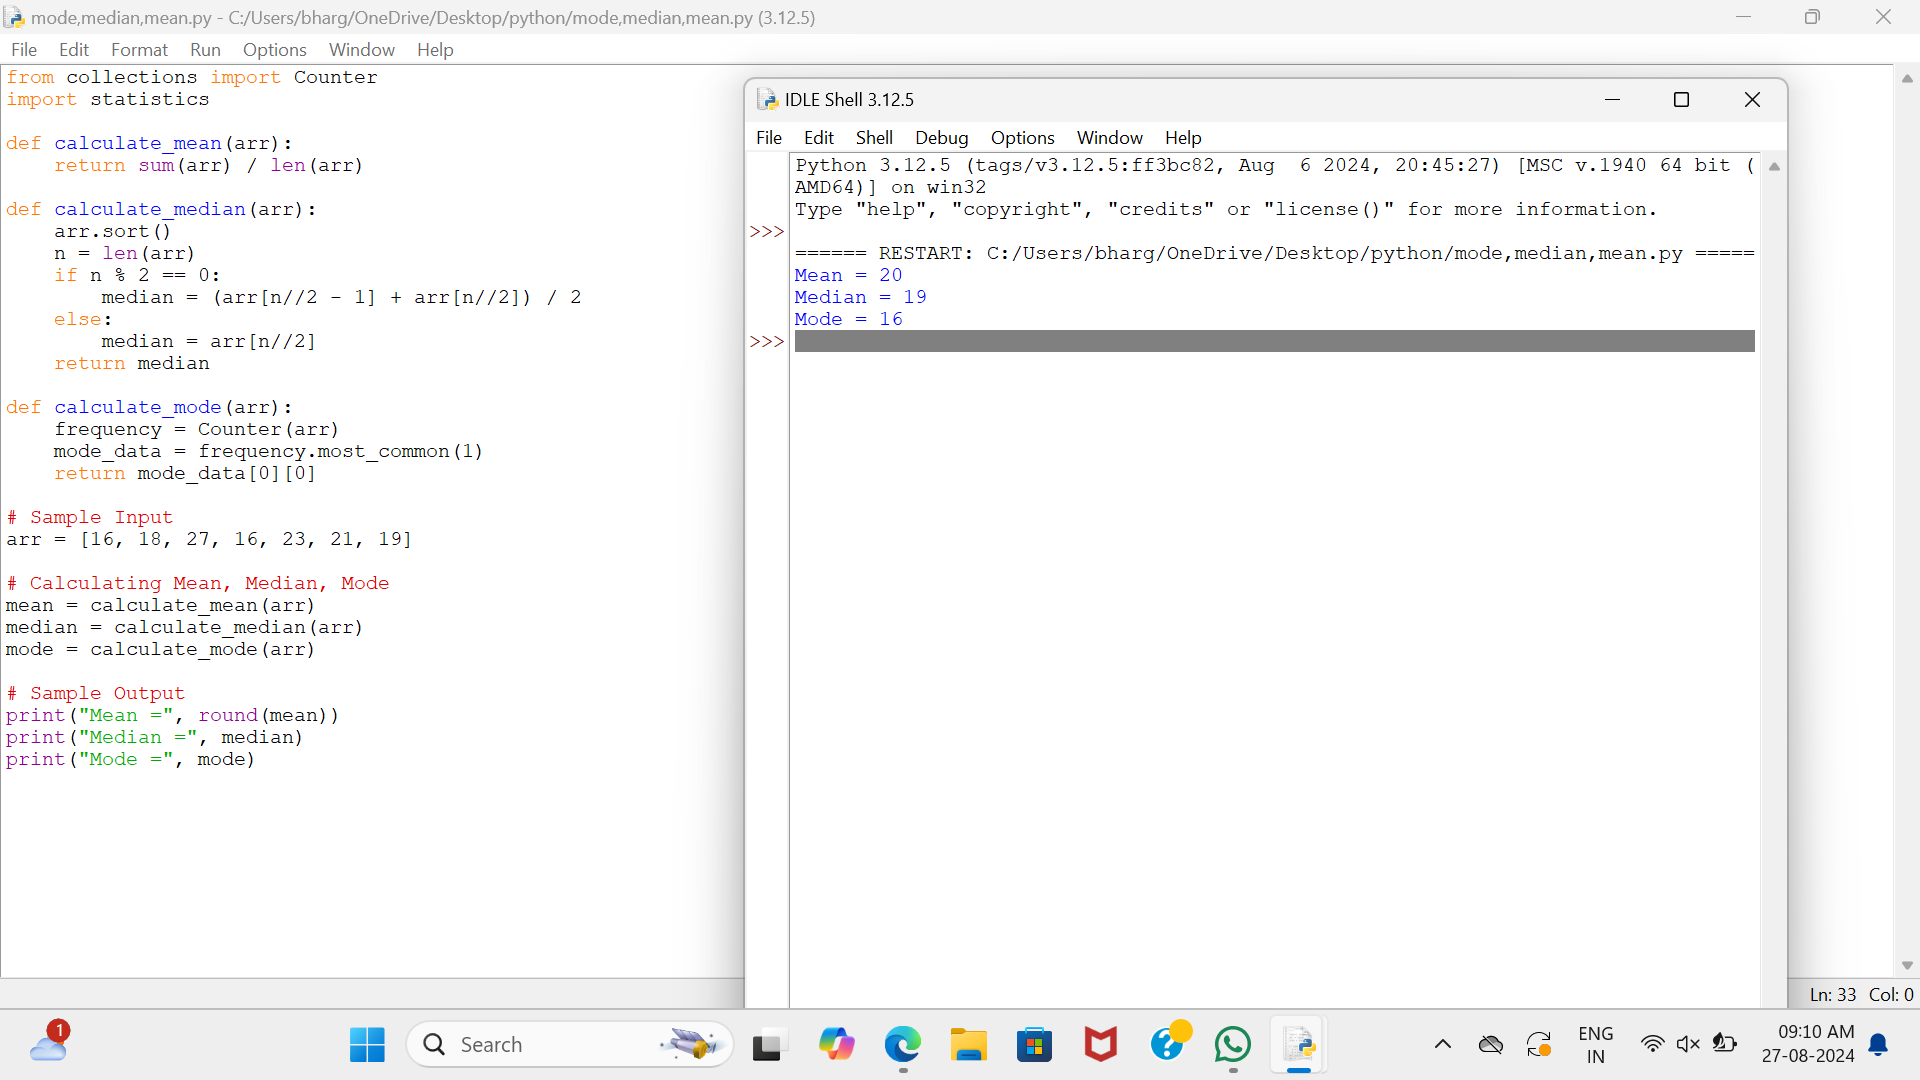 mode,median,mean.py - C:/Users/bharg/OneDrive/Desktop/python/mode,median,mean.py (3.12.5)
File Edit Format Run Options Window Help
from collections import Counter
import statistics

def calculate_mean(arr):
    return sum(arr) / len(arr)

def calculate_median(arr):
    arr.sort()
    n = len(arr)
    if n % 2 == 0:
        median = (arr[n//2 - 1] + arr[n//2]) / 2
    else:
        median = arr[n//2]
    return median

def calculate_mode(arr):
    frequency = Counter(arr)
    mode_data = frequency.most_common(1)
    return mode_data[0][0]

# Sample Input
arr = [16, 18, 27, 16, 23, 21, 19]

# Calculating Mean, Median, Mode
mean = calculate_mean(arr)
median = calculate_median(arr)
mode = calculate_mode(arr)

# Sample Output
print("Mean =", round(mean))
print("Median =", median)
print("Mode =", mode)
IDLE Shell 3.12.5
File Edit Shell Debug Options Window Help
Python 3.12.5 (tags/v3.12.5:ff3bc82, Aug  6 2024, 20:45:27) [MSC v.1940 64 bit (
AMD64)] on win32
Type "help", "copyright", "credits" or "license()" for more information.
>>>
====== RESTART: C:/Users/bharg/OneDrive/Desktop/python/mode,median,mean.py =====
Mean = 20
Median = 19
Mode = 16
>>>
Ln: 33 Col: 0
1
Search
ENG
IN
09:10 AM
27-08-2024